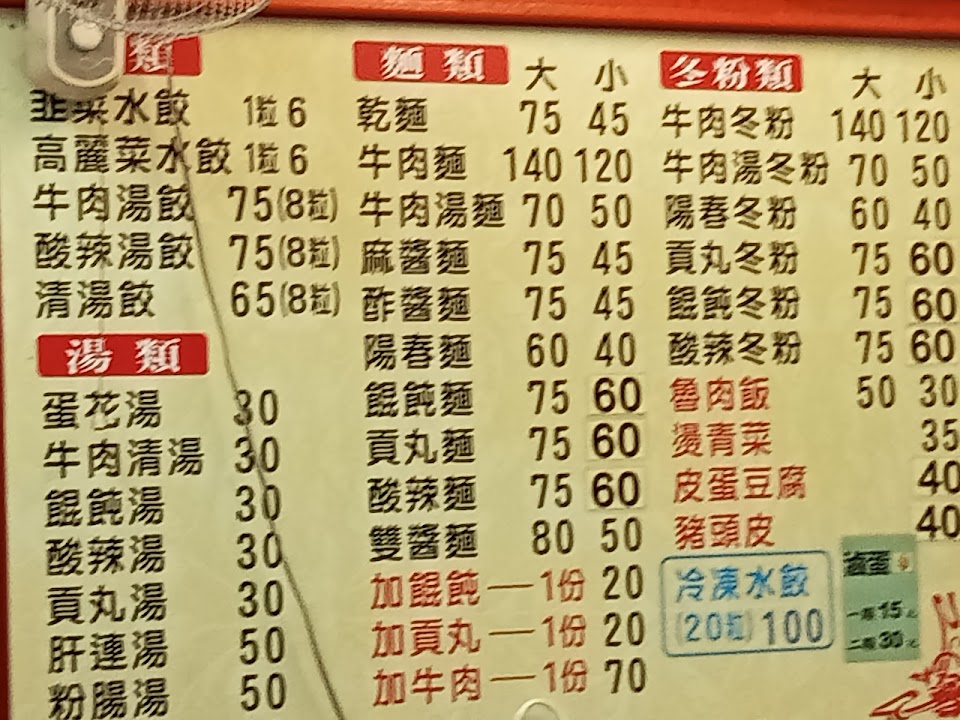 類
韭菜水餃 1粒 6
高麗菜水餃 1粒 6
牛肉湯餃 75(8粒)
酸辣湯餃 75(8粒)
清湯餃 65(8粒)
湯類
蛋花湯 30
牛肉清湯 30
餛飩湯 30
酸辣湯 30
貢丸湯 30
肝連湯 50
粉腸湯 50
麵類 大 小
乾麵 75 45
牛肉麵 140 120
牛肉湯麵 70 50
麻醬麵 75 45
酢醬麵 75 45
陽春麵 60 40
餛飩麵 75 60
貢丸麵 75 60
酸辣麵 75 60
雙醬麵 80 50
加餛飩—1份 20
加貢丸—1份 20
加牛肉—1份 70
冬粉類 大 小
牛肉冬粉 140 120
牛肉湯冬粉 70 50
陽春冬粉 60 40
貢丸冬粉 75 60
餛飩冬粉 75 60
酸辣冬粉 75 60
魯肉飯 50 30
燙青菜 35
皮蛋豆腐 40
豬頭皮 40
冷凍水餃
(20粒) 100
滷蛋
一 15元
二 30元